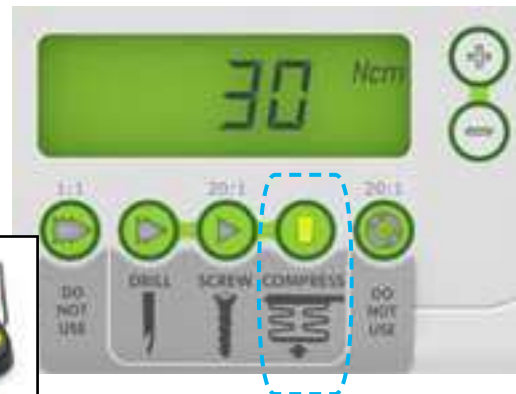 30 Ncm
1:1 20:1 20:1
DO NOT USE
DRILL
SCREW
COMPRESS
DO NOT USE